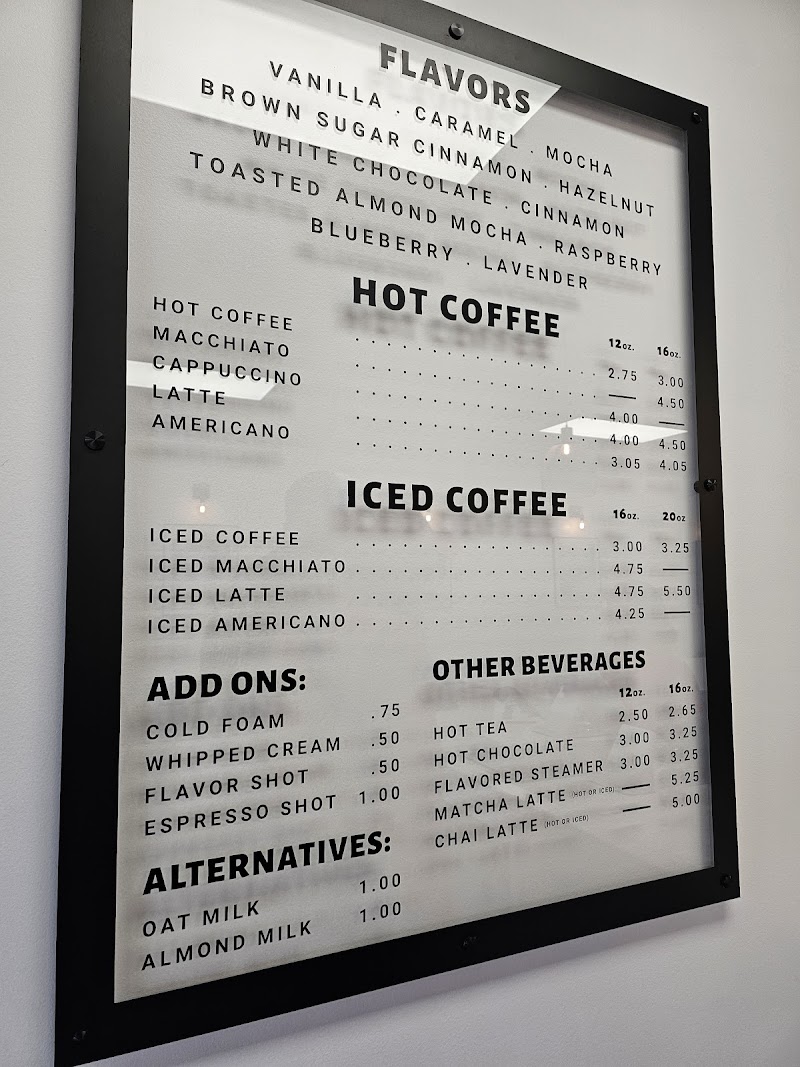 FLAVORS
VANILLA . CARAMEL . MOCHA
BROWN SUGAR CINNAMON . HAZELNUT
WHITE CHOCOLATE . CINNAMON
TOASTED ALMOND MOCHA . RASPBERRY
BLUEBERRY . LAVENDER
HOT COFFEE
12oz. 16oz.
HOT COFFEE 2.75 3.00
MACCHIATO — 4.50
CAPPUCCINO 4.00 —
LATTE 4.00 4.50
AMERICANO 3.05 4.05
ICED COFFEE
16oz. 20oz
ICED COFFEE 3.00 3.25
ICED MACCHIATO 4.75 —
ICED LATTE 4.75 5.50
ICED AMERICANO 4.25 —
ADD ONS:
COLD FOAM .75
WHIPPED CREAM .50
FLAVOR SHOT .50
ESPRESSO SHOT 1.00
ALTERNATIVES:
OAT MILK 1.00
ALMOND MILK 1.00
OTHER BEVERAGES
12oz. 16oz.
HOT TEA 2.50 2.65
HOT CHOCOLATE 3.00 3.25
FLAVORED STEAMER 3.00 3.25
MATCHA LATTE (HOT OR ICED) — 5.25
CHAI LATTE (HOT OR ICED) — 5.00